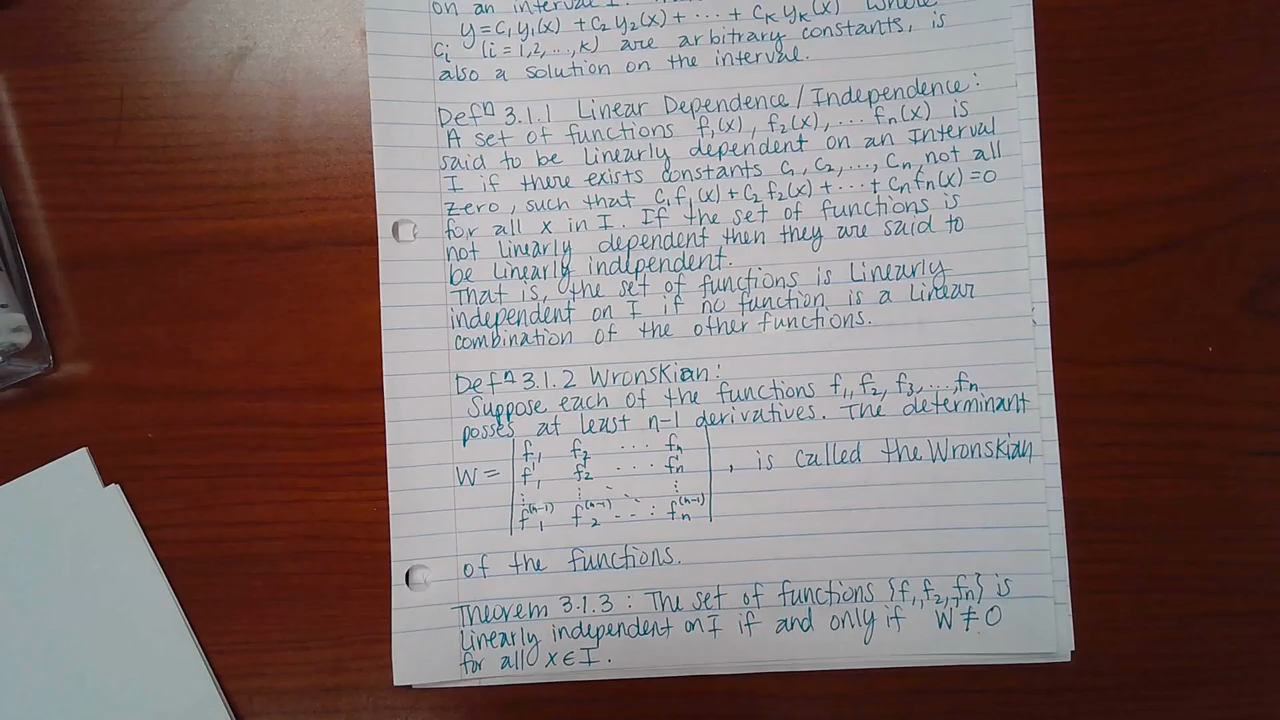 on an interval I.
y = c₁y₁(x) + c₂y₂(x) + ··· + cₖyₖ(x) where
cᵢ (i = 1,2,...,k) are arbitrary constants, is
also a solution on the interval.
Defⁿ 3.1.1 Linear Dependence/Independence:
A set of functions f₁(x), f₂(x), ... fₙ(x) is
said to be linearly dependent on an Interval
I if there exists constants c₁, c₂, ..., cₙ, not all
zero, such that c₁f₁(x) + c₂f₂(x) + ··· + cₙfₙ(x) = 0
for all x in I. If the set of functions is
not linearly dependent then they are said to
be linearly independent.
That is, the set of functions is linearly
independent on I if no function is a linear
combination of the other functions.
Defⁿ 3.1.2 Wronskian:
Suppose each of the functions f₁, f₂, f₃, ..., fₙ
posses at least n-1 derivatives. The determinant
W = | f₁ f₂ ... fₙ |
| f'₁ f'₂ ... f'ₙ | , is called the Wronskian
| ⋮ ⋮ ⋱ ⋮ |
| f₁⁽ⁿ⁻¹⁾ f₂⁽ⁿ⁻¹⁾ ... fₙ⁽ⁿ⁻¹⁾ |
of the functions.
Theorem 3.1.3 : The set of functions {f₁, f₂, fₙ} is
linearly independent on I if and only if W ≠ 0
for all x ∈ I.